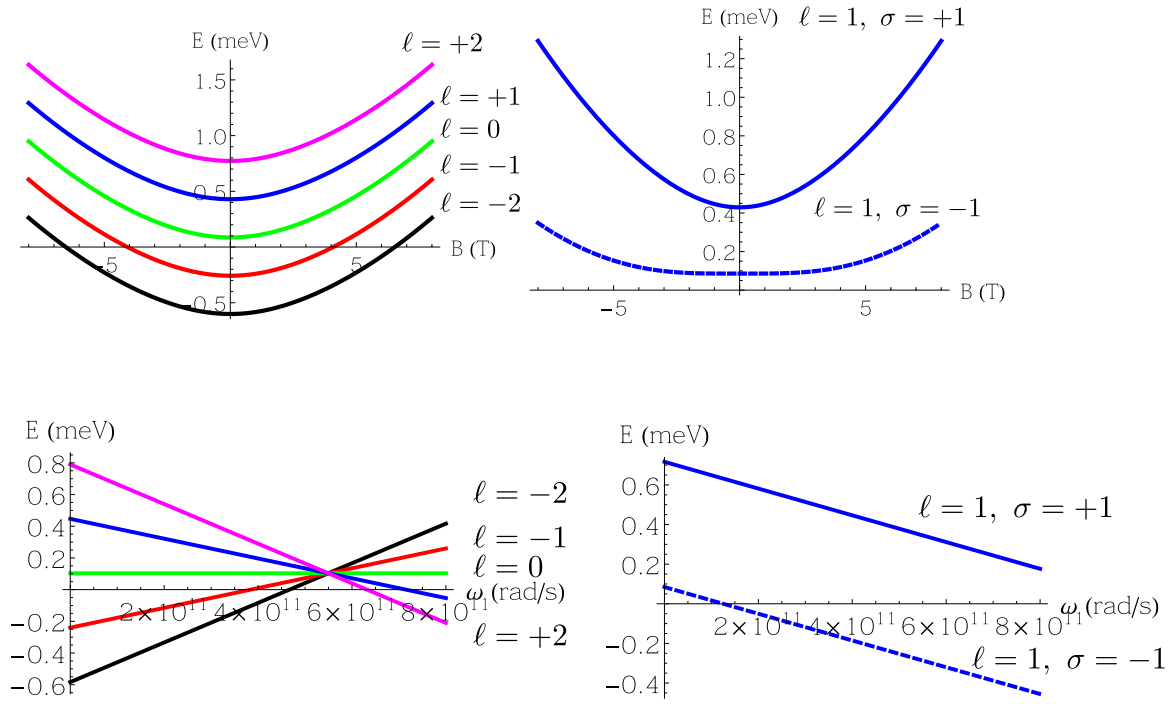 E (meV)
ℓ = +2
1.5
ℓ = +1
1.0
ℓ = 0
0.5
ℓ = −1
ℓ = −2
−5
5
B (T)
−0.5
E (meV)
ℓ = 1, σ = +1
1.2
1.0
0.8
0.6
0.4
ℓ = 1, σ = −1
0.2
−5
5
B (T)
E (meV)
0.8
0.6
0.4
0.2
ℓ = −2
ℓ = −1
ℓ = 0
ω (rad/s)
2×10¹¹ 4×10¹¹ 6×10¹¹ 8×10¹¹
−0.2
−0.4
−0.6
ℓ = +2
E (meV)
0.6
0.4
0.2
ℓ = 1, σ = +1
ω (rad/s)
2×10¹¹ 4×10¹¹ 6×10¹¹ 8×10¹¹
−0.2
−0.4
ℓ = 1, σ = −1